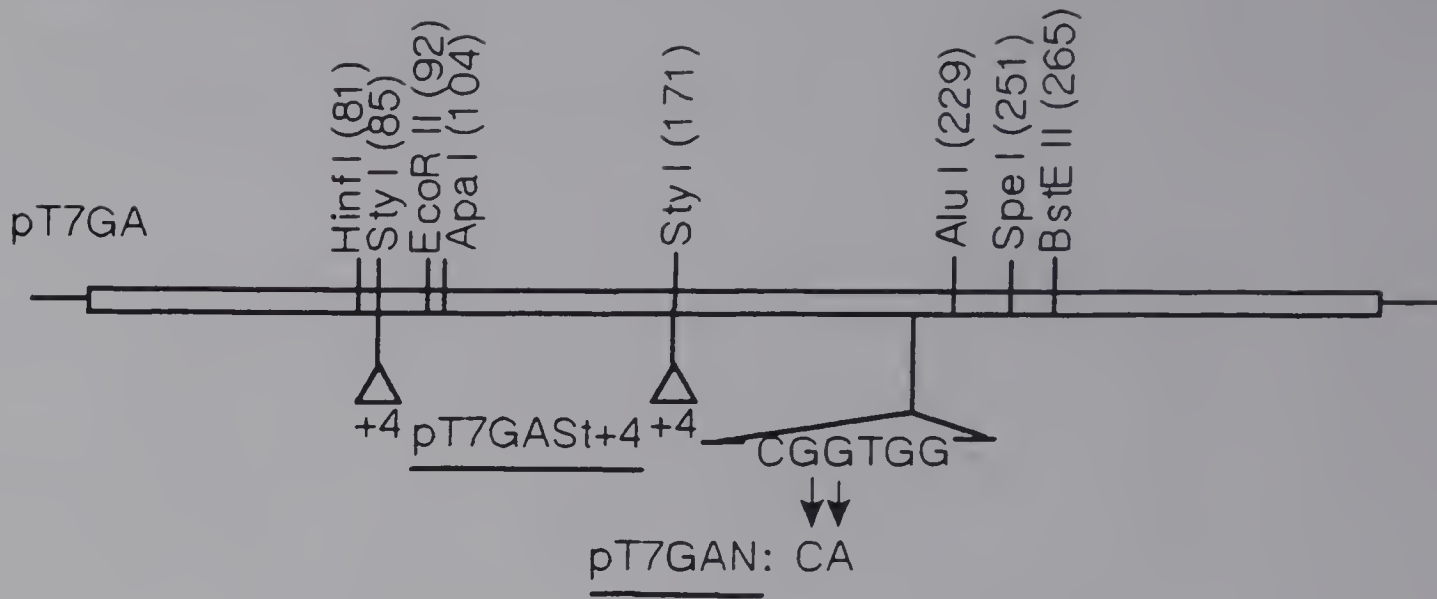 Hinf I (81)
Sty I (85)
EcoR II (92)
Apa I (104)
Sty I (171)
Alu I (229)
Spe I (251)
BstE II (265)
pT7GA
+4
pT7GASt+4
+4
CGGTGG
pT7GAN: CA